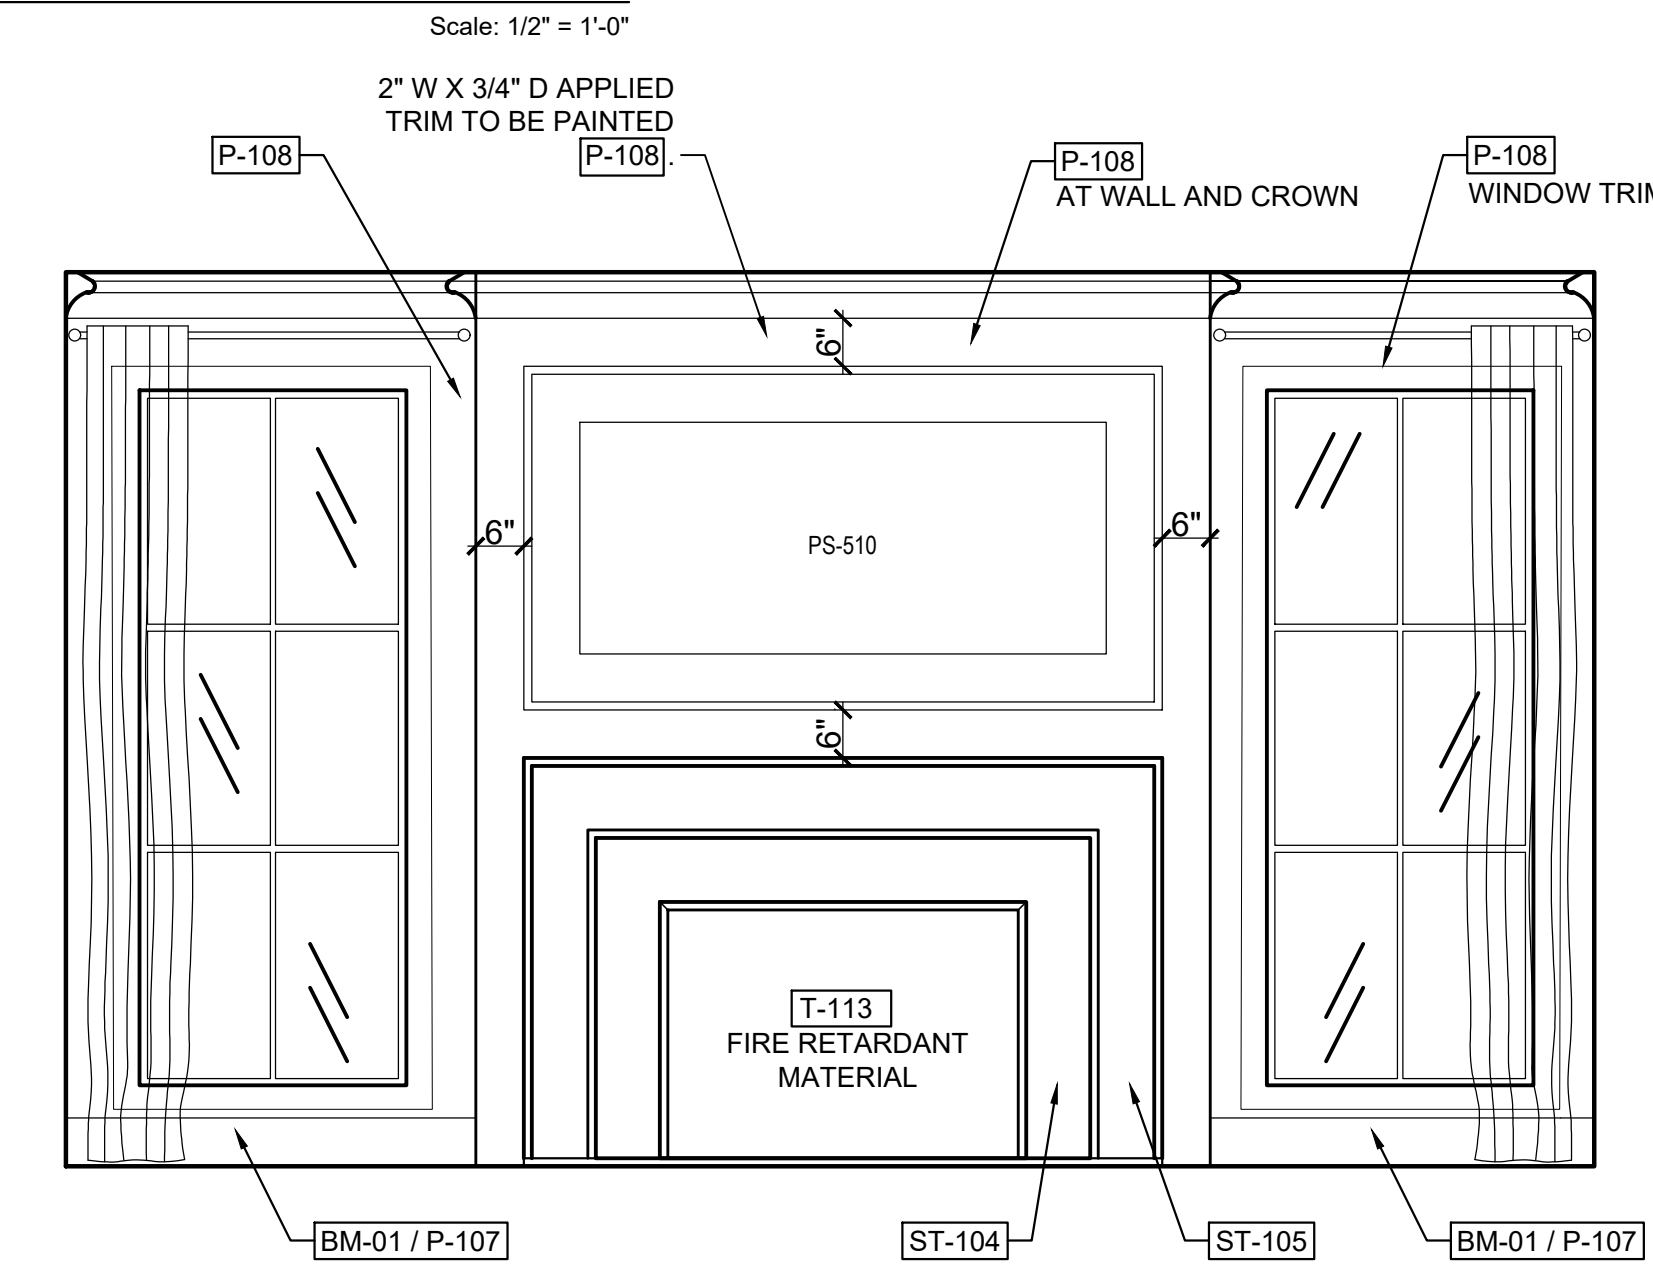 Scale: 1/2" = 1'-0"
2" W X 3/4" D APPLIED
TRIM TO BE PAINTED
P-108
P-108.
P-108
AT WALL AND CROWN
P-108
WINDOW
6"
6"
6"
PS-510
6"
T-113
FIRE RETARDANT
MATERIAL
BM-01 / P-107
ST-104
ST-105
BM-01 / P-107